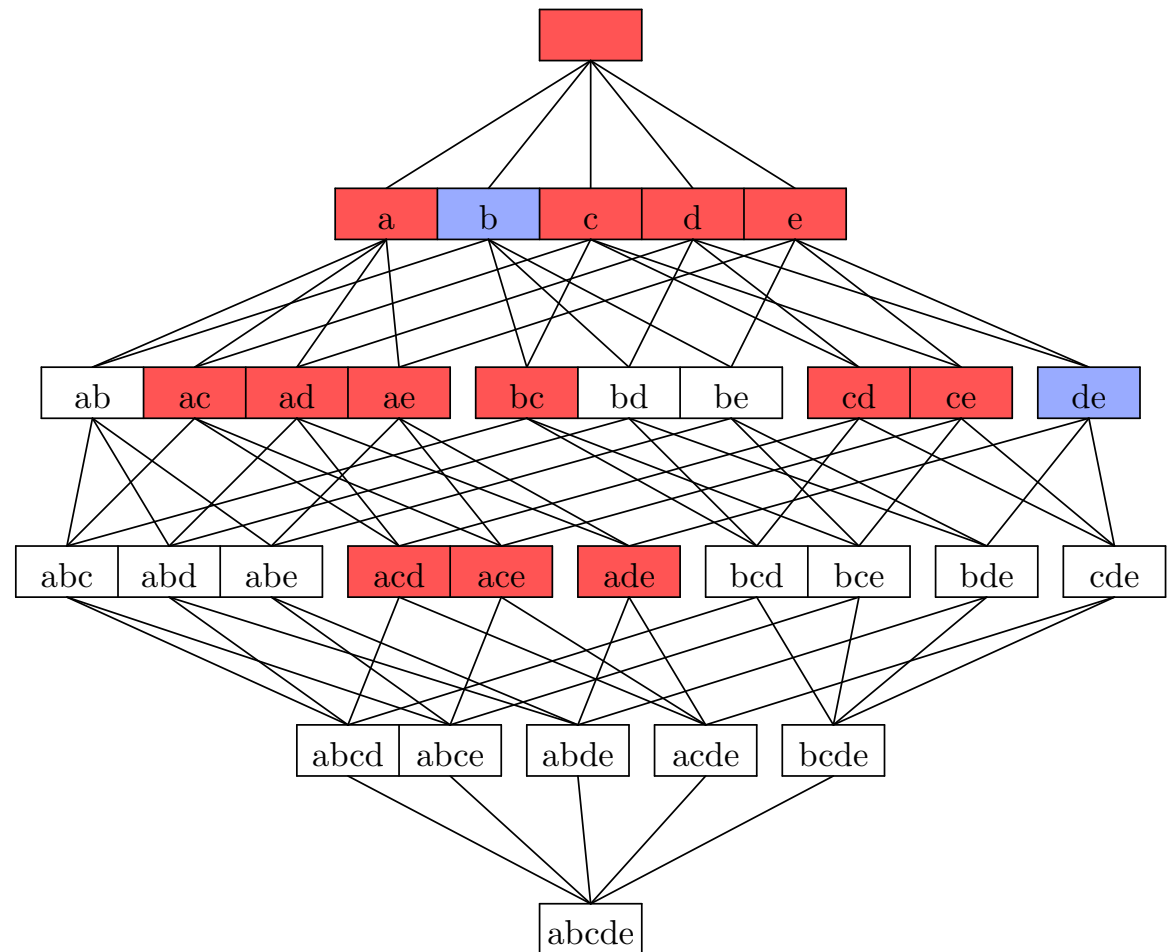 a b c d e
ab ac ad ae bc bd be cd ce de
abc abd abe acd ace ade bcd bce bde cde
abcd abce abde acde bcde
abcde